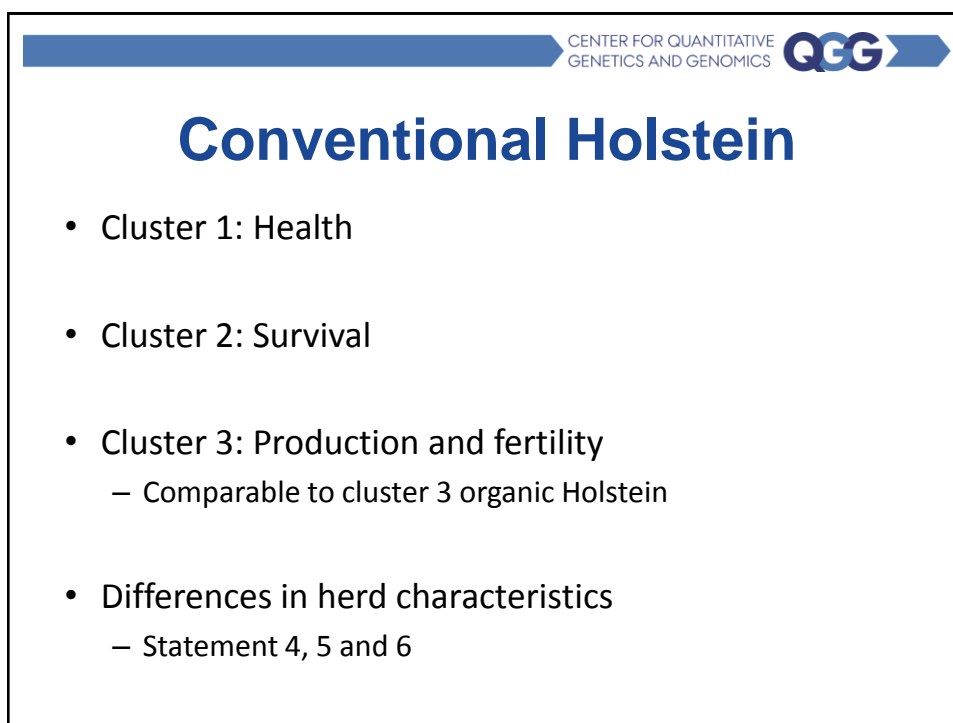 CENTER FOR QUANTITATIVE
GENETICS AND GENOMICS
QGG
Conventional Holstein
• Cluster 1: Health
• Cluster 2: Survival
• Cluster 3: Production and fertility
– Comparable to cluster 3 organic Holstein
• Differences in herd characteristics
– Statement 4, 5 and 6